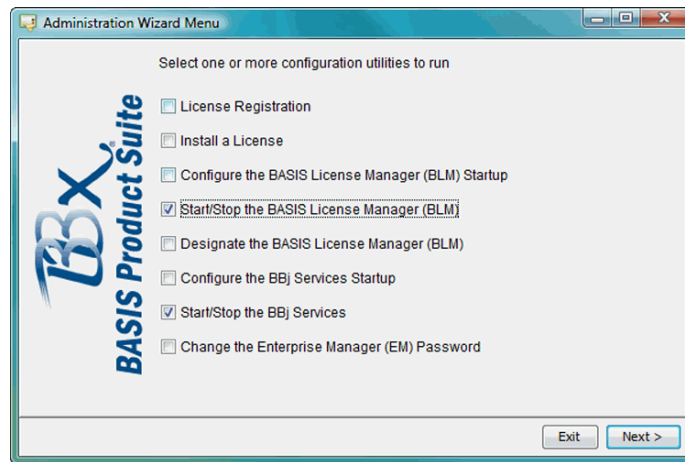 Administration Wizard Menu
Select one or more configuration utilities to run
License Registration
Install a License
Configure the BASIS License Manager (BLM) Startup
Start/Stop the BASIS License Manager (BLM)
Designate the BASIS License Manager (BLM)
Configure the BBj Services Startup
Start/Stop the BBj Services
Change the Enterprise Manager (EM) Password
BBx
BASIS Product Suite
Exit
Next >